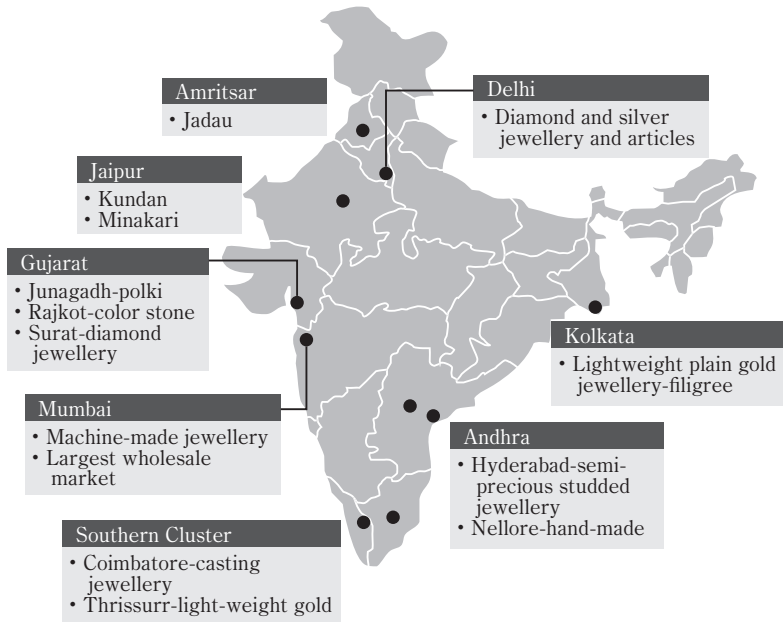 Amritsar
• Jadau
Delhi
• Diamond and silver
jewellery and articles
Jaipur
• Kundan
• Minakari
Gujarat
• Junagadh-polki
• Rajkot-color stone
• Surat-diamond
jewellery
Kolkata
• Lightweight plain gold
jewellery-filigree
Mumbai
• Machine-made jewellery
• Largest wholesale
market
Andhra
• Hyderabad-semi-
precious studded
jewellery
• Nellore-hand-made
Southern Cluster
• Coimbatore-casting
jewellery
• Thrissurr-light-weight gold